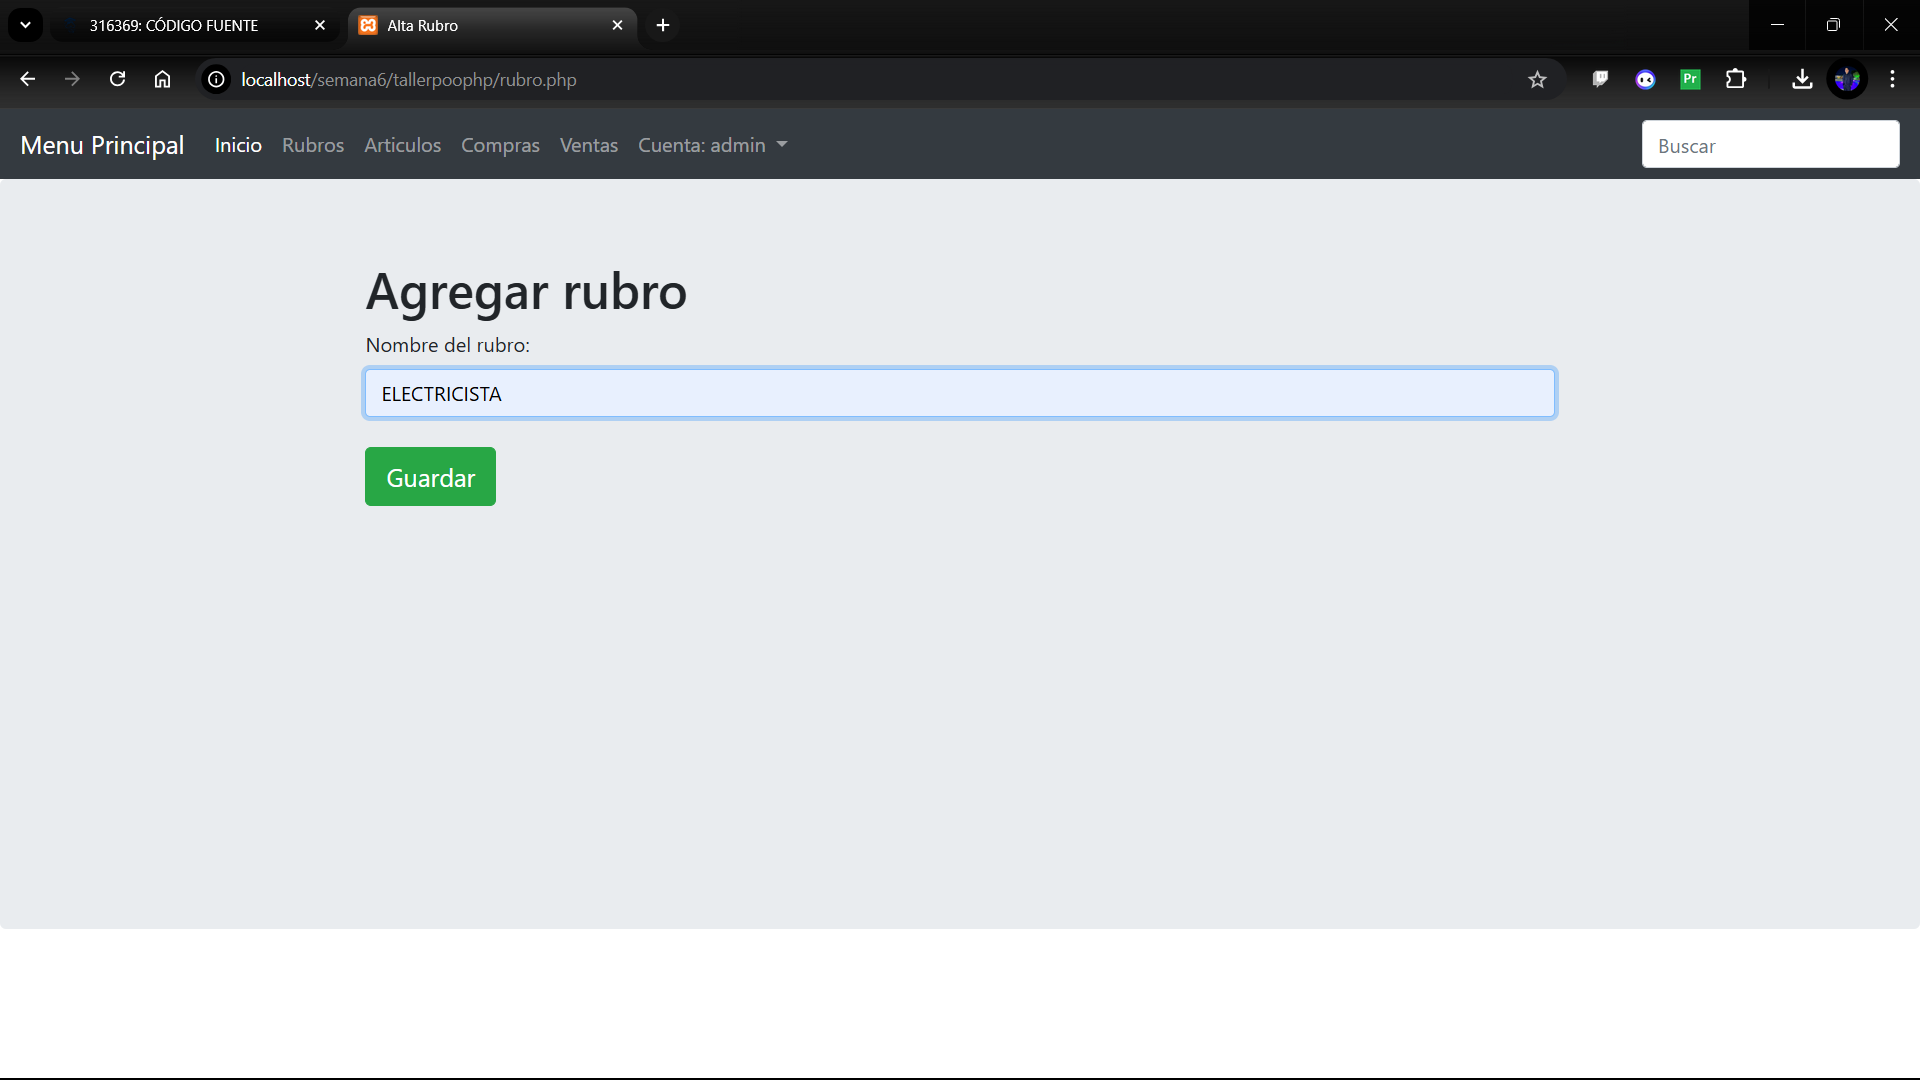 316369: CÓDIGO FUENTE
Alta Rubro
localhost/semana6/tallerpoophp/rubro.php
Pr
Menu Principal Inicio Rubros Articulos Compras Ventas Cuenta: admin Buscar
Agregar rubro
Nombre del rubro:
ELECTRICISTA
Guardar